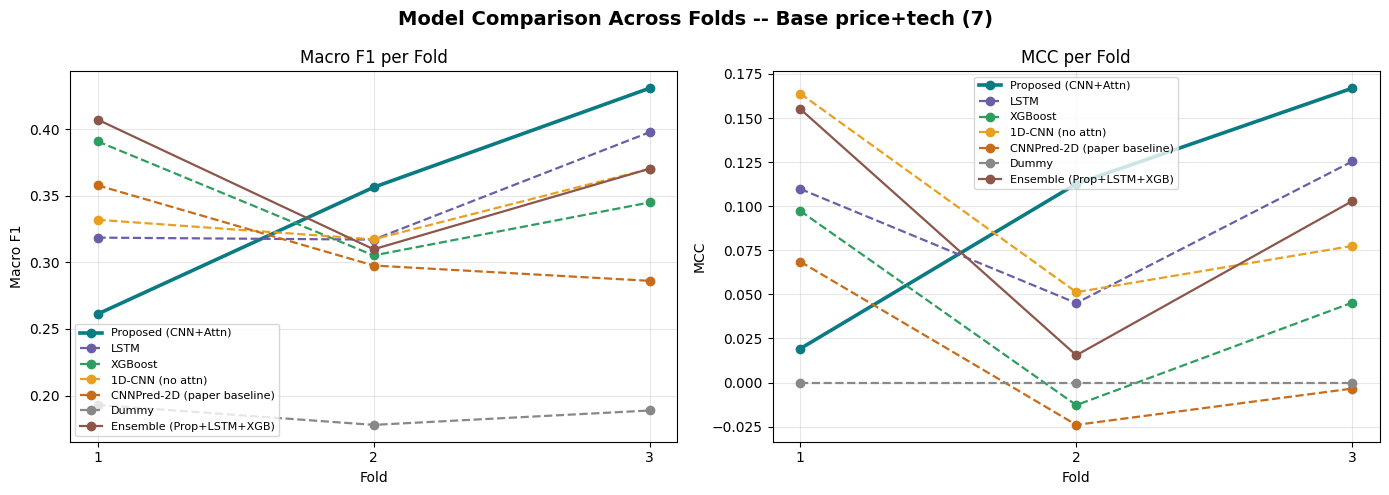 Model Comparison Across Folds -- Base price+tech (7)
Macro F1 per Fold
Macro F1
0.40
0.35
0.30
0.25
0.20
Proposed (CNN+Attn)
LSTM
XGBoost
1D-CNN (no attn)
CNNPred-2D (paper baseline)
Dummy
Ensemble (Prop+LSTM+XGB)
1
2
3
Fold
MCC per Fold
MCC
0.175
0.150
0.125
0.100
0.075
0.050
0.025
0.000
−0.025
Proposed (CNN+Attn)
LSTM
XGBoost
1D-CNN (no attn)
CNNPred-2D (paper baseline)
Dummy
Ensemble (Prop+LSTM+XGB)
1
2
3
Fold